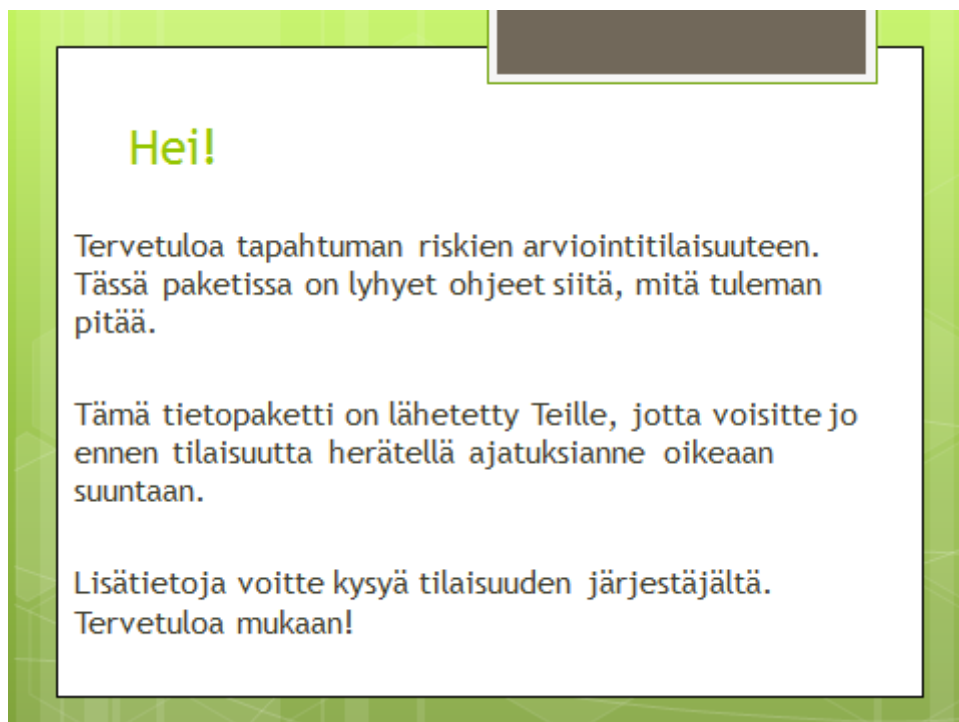 Hei!
Tervetuloa tapahtuman riskien arviointitilaisuuteen.
Tässä paketissa on lyhyet ohjeet siitä, mitä tuleman
pitää.
Tämä tietopaketti on lähetetty Teille, jotta voisitte jo
ennen tilaisuutta herätellä ajatuksianne oikeaan
suuntaan.
Lisätietoja voitte kysyä tilaisuuden järjestäjältä.
Tervetuloa mukaan!